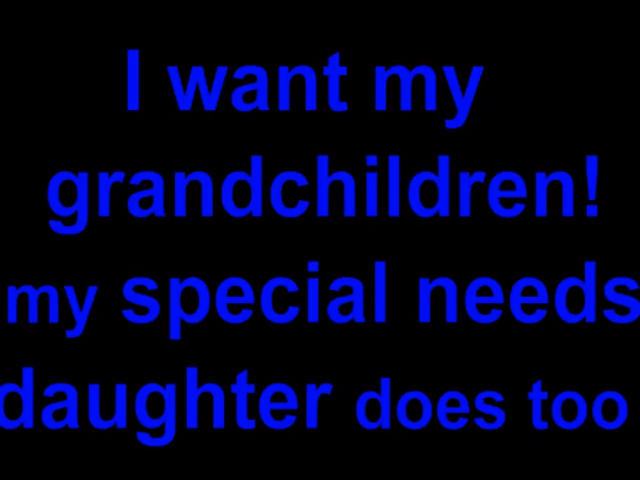 I want my
grandchildren!
my special needs
daughter does too